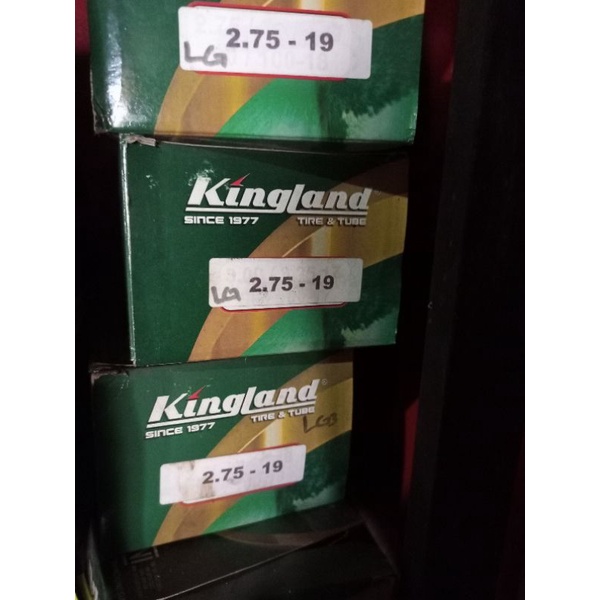 2.75 - 19
LG
Kingland
SINCE 1977 TIRE & TUBE
2.75 - 19
LG
Kingland®
SINCE 1977 TIRE & TUBE
LGB
2.75 - 19